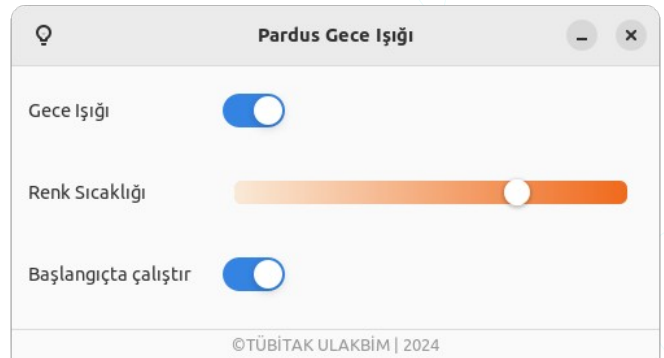 Pardus Gece Işığı
Gece Işığı
Renk Sıcaklığı
Başlangıçta çalıştır
©TÜBİTAK ULAKBİM | 2024